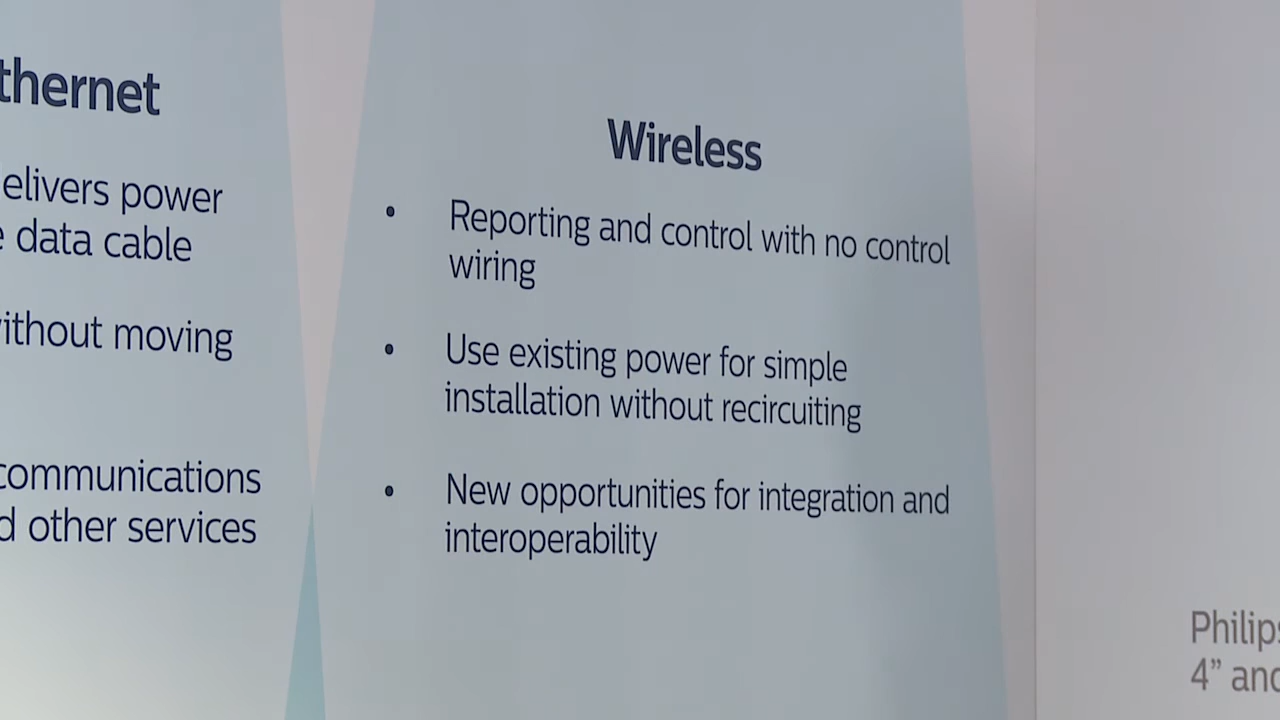 thernet
elivers power
e data cable
ithout moving
communications
d other services
Wireless
• Reporting and control with no control
wiring
• Use existing power for simple
installation without recircuiting
• New opportunities for integration and
interoperability
Philips
4” and